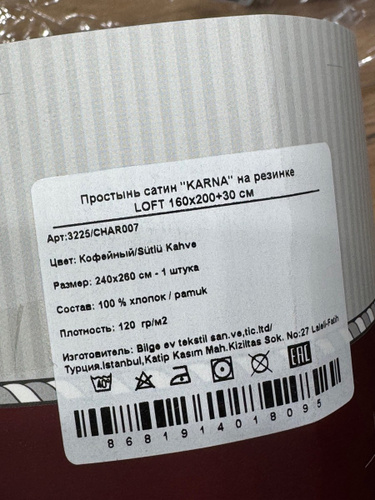 Простынь сатин "KARNA" на резинке
LOFT 160x200+30 см
Арт:3225/CHAR007
Цвет: Кофейный/Sütlü Kahve
Размер: 240x260 см - 1 штука
Состав: 100 % хлопок / pamuk
Плотность: 120 гр/м2
Изготовитель: Bilge ev tekstil san.ve,tic.ltd/
Турция.Istanbul,Katip Kasım Mah.Kiziltas Sok. No:27 Laleli-Fatih
40°
EAC
8681914018095